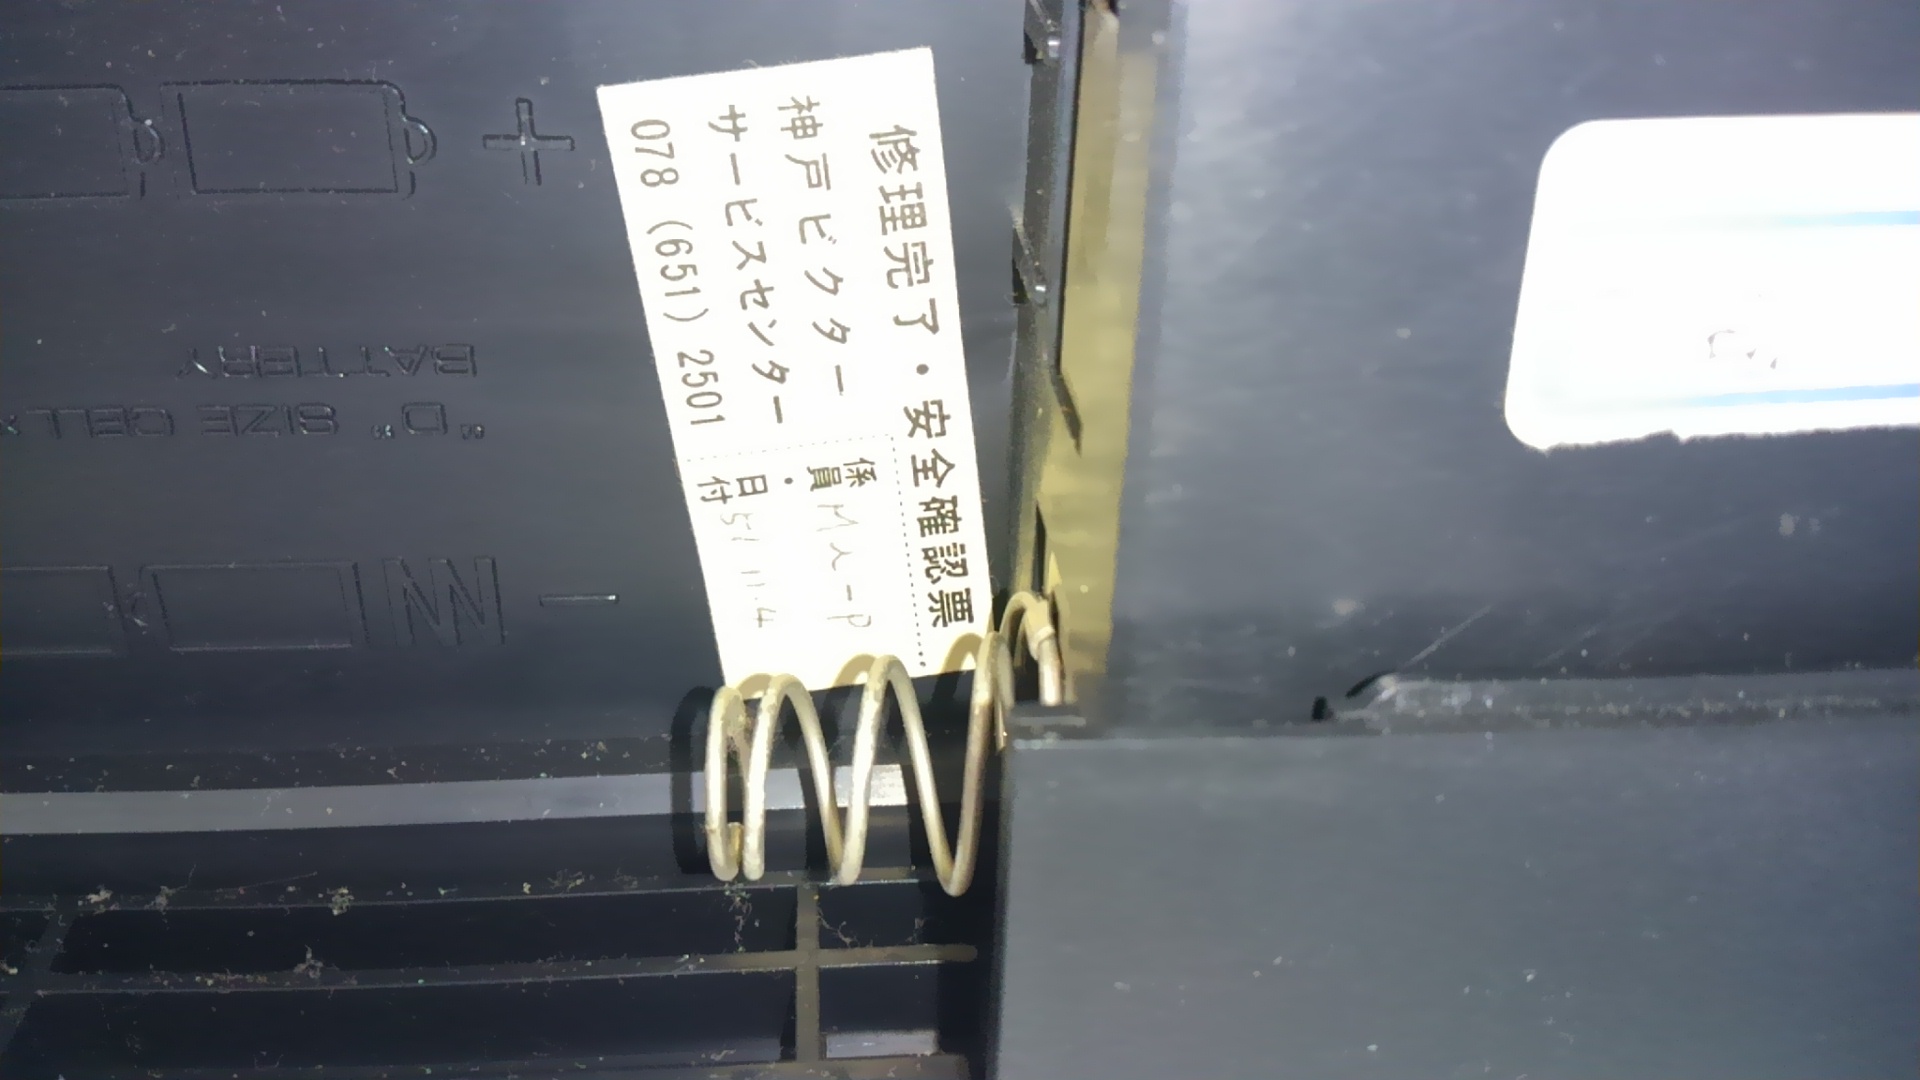 修理完了・安全確認票
神戸ビクター
サービスセンター
078 (651) 2501
係員
・
日付
BATTERY
"D" SIZE CELL×
+
−